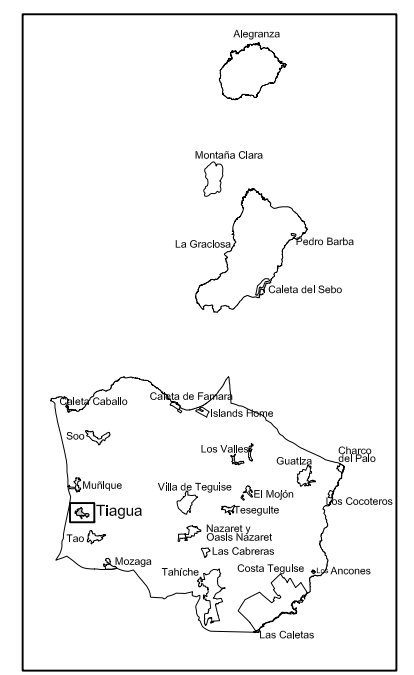 Alegranza
Montaña Clara
La Graciosa
Pedro Barba
Caleta del Sebo
Caleta de Famara
Caleta Caballo
Islands Home
Soo
Los Valles
Charco
del Palo
Guatiza
Muñique
Villa de Teguise
El Mojón
Los Cocoteros
Teseguite
Tiagua
Nazaret y
Oasis Nazaret
Tao
Las Cabreras
Mozaga
Tahíche
Costa Teguise
Los Ancones
Las Caletas